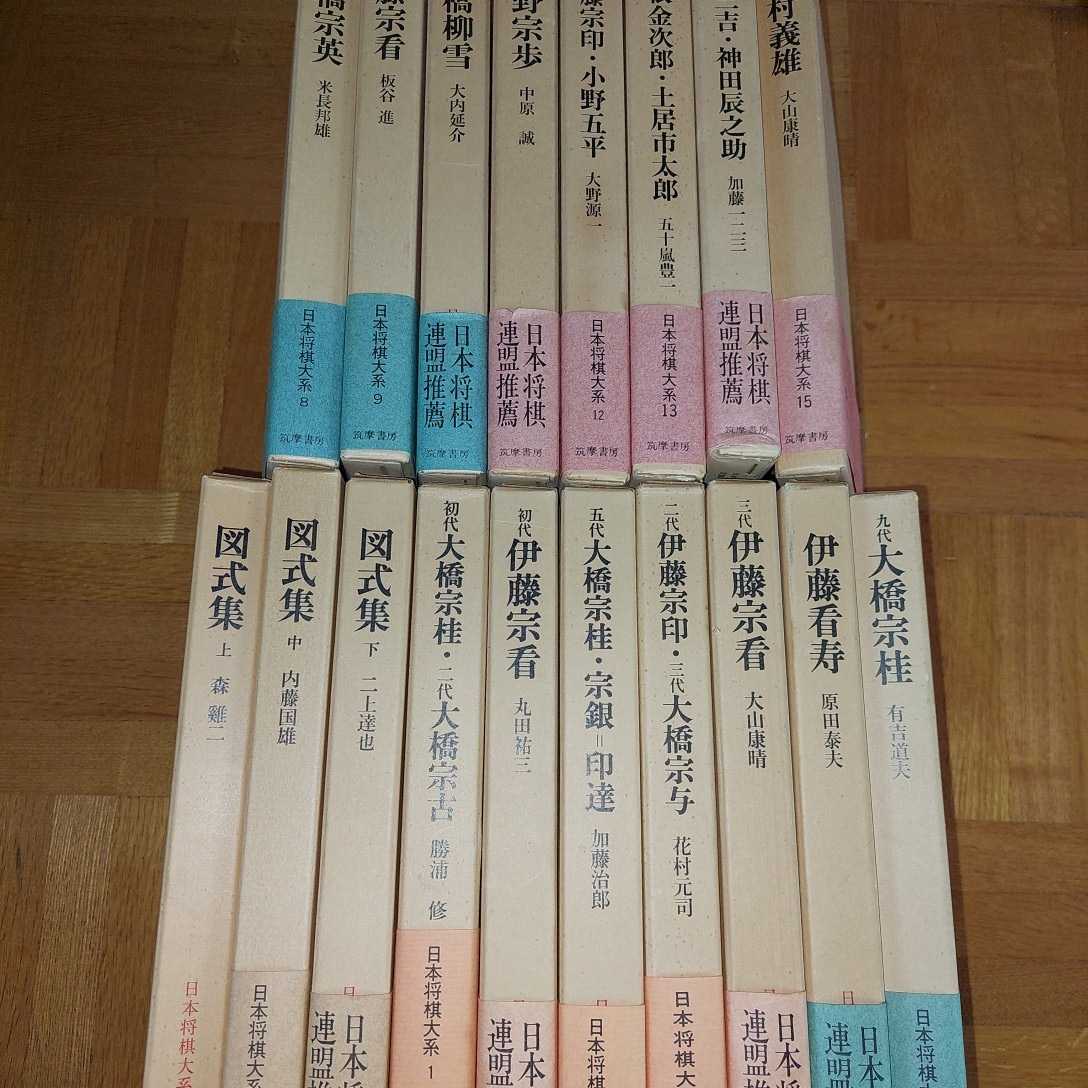 橋宗英
米長邦雄
日本将棋大系 8
筑摩書房
宗看
板谷 進
日本将棋大系 9
筑摩書房
橋柳雪
大内延介
日本将棋
連盟推薦
筑摩書房
野宗歩
中原 誠
日本将棋
連盟推薦
筑摩書房
宗印・小野五平
大野源一
日本将棋大系 12
筑摩書房
金次郎・土居市太郎
五十嵐豊一
日本将棋大系 13
筑摩書房
吉・神田辰之助
加藤一二三
日本将棋
連盟推薦
筑摩書房
村義雄
大山康晴
日本将棋大系 15
筑摩書房
図式集 上 森 雞二
日本将棋大系
図式集 中 内藤国雄
日本将棋大系
図式集 下 二上達也
日本将棋
連盟推
初代 大橋宗桂・二代 大橋宗古 勝浦 修
日本将棋大系 1
初代 伊藤宗看 丸田祐三
日本
連盟
五代 大橋宗桂・宗銀=印達 加藤治郎
日本将棋
二代 伊藤宗印・三代 大橋宗与 花村元司
日本将棋大
三代 伊藤宗看 大山康晴
日本将
連盟推
伊藤看寿 原田泰夫
日本
連盟
九代 大橋宗桂 有吉道夫
日本将棋